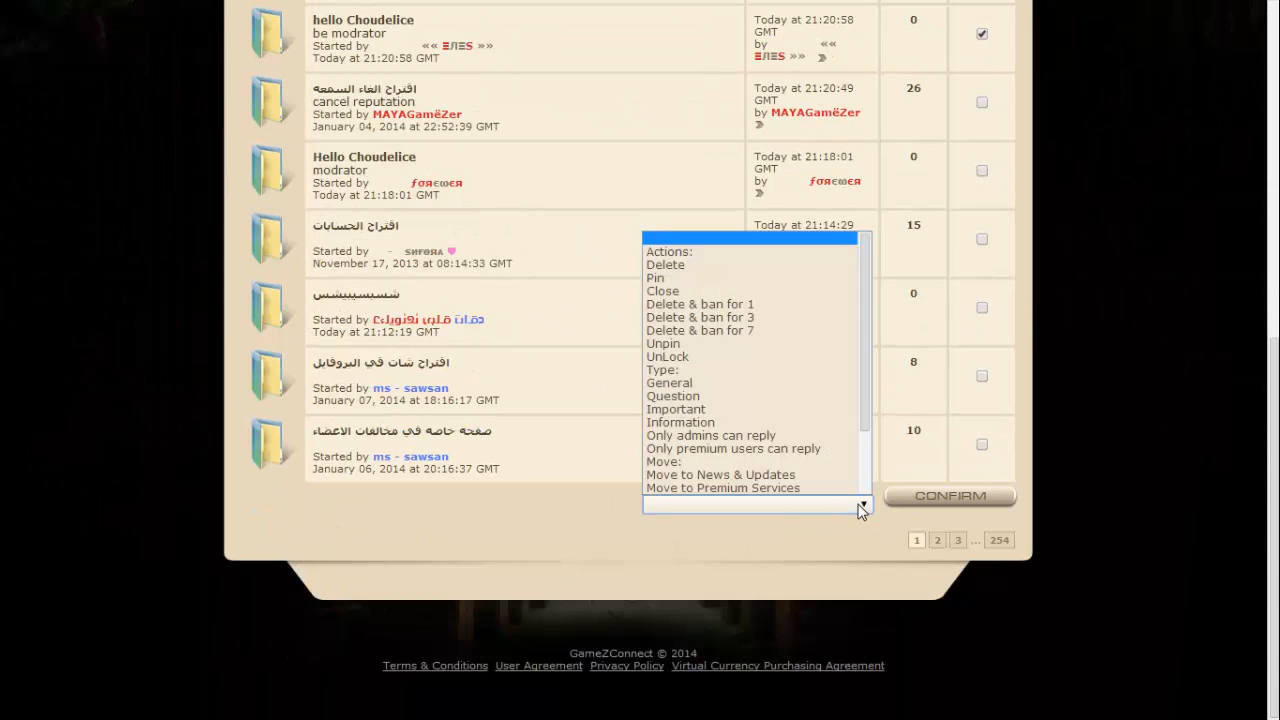 hello Choudelice
be modrator
Started by «« ΞЛΞS »»
Today at 21:20:58 GMT
Today at 21:20:58
GMT
by ««
ΞЛΞS »»
0
اقتراح الغاء السمعه
cancel reputation
Started by MAYAGamëZer
January 04, 2014 at 22:52:39 GMT
Today at 21:20:49
GMT
by MAYAGamëZer
26
Hello Choudelice
modrator
Started by ƒσяєωєя
Today at 21:18:01 GMT
Today at 21:18:01
GMT
by ƒσяєωєя
0
اقتراح الحسابات
Started by -
November 17, 2013 at 08:14:33 GMT
Today at 21:14:29
15
شسبسيبيشس
Started by
Today at 21:12:19 GMT
0
اقتراح شات في البروفايل
Started by ms - sawsan
January 07, 2014 at 18:16:17 GMT
8
صفحه خاصه في مخالفات الاعضاء
Started by ms - sawsan
January 06, 2014 at 20:16:37 GMT
10
Actions:
Delete
Pin
Close
Delete & ban for 1
Delete & ban for 3
Delete & ban for 7
Unpin
UnLock
Type:
General
Question
Important
Information
Only admins can reply
Only premium users can reply
Move:
Move to News & Updates
Move to Premium Services
CONFIRM
1 2 3 ... 254
GameZConnect © 2014
Terms & Conditions User Agreement Privacy Policy Virtual Currency Purchasing Agreement